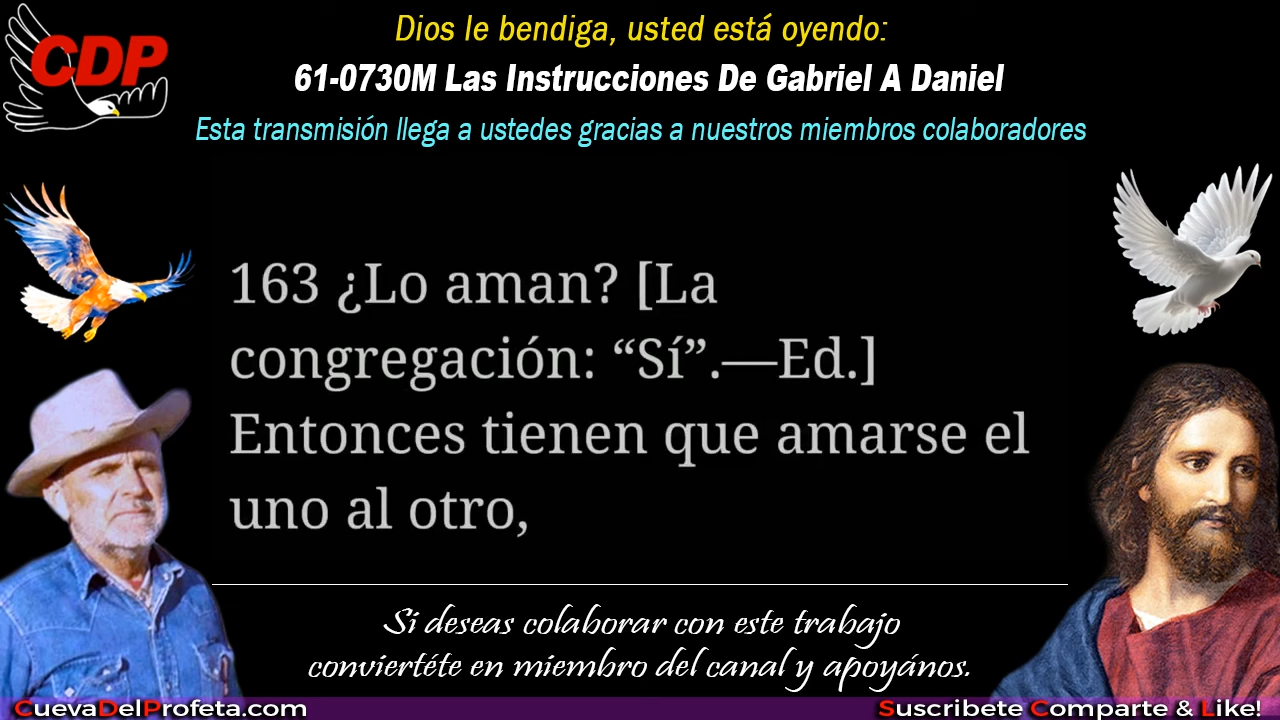 CDP
Dios le bendiga, usted está oyendo:
61-0730M Las Instrucciones De Gabriel A Daniel
Esta transmisión llega a ustedes gracias a nuestros miembros colaboradores
163 ¿Lo aman? [La
congregación: “Sí”.—Ed.]
Entonces tienen que amarse el
uno al otro,
Si deseas colaborar con este trabajo
conviertéte en miembro del canal y apoyános.
CuevaDelProfeta.com
Suscribete Comparte & Like!